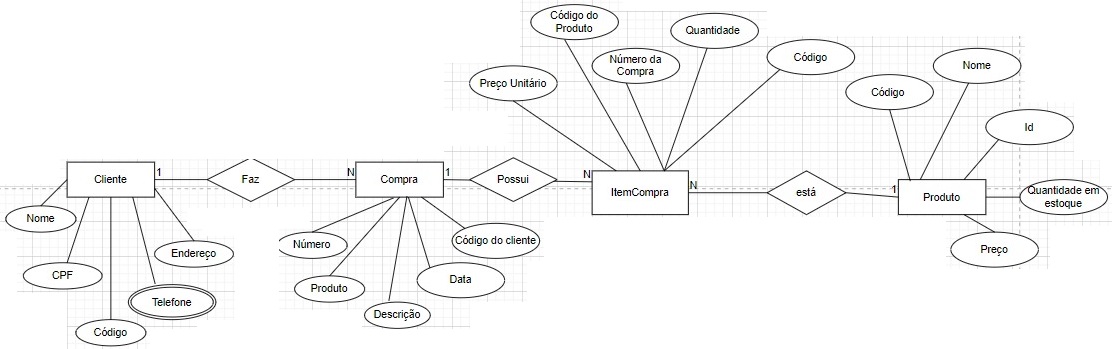 Código do
Produto
Quantidade
Número da
Compra
Código
Preço Unitário
Nome
Código
Id
Cliente
1
Faz
N
Compra
1
Possui
N
ItemCompra
N
está
1
Produto
Quantidade em
estoque
Preço
Nome
CPF
Código
Telefone
Endereço
Número
Produto
Descrição
Data
Código do cliente